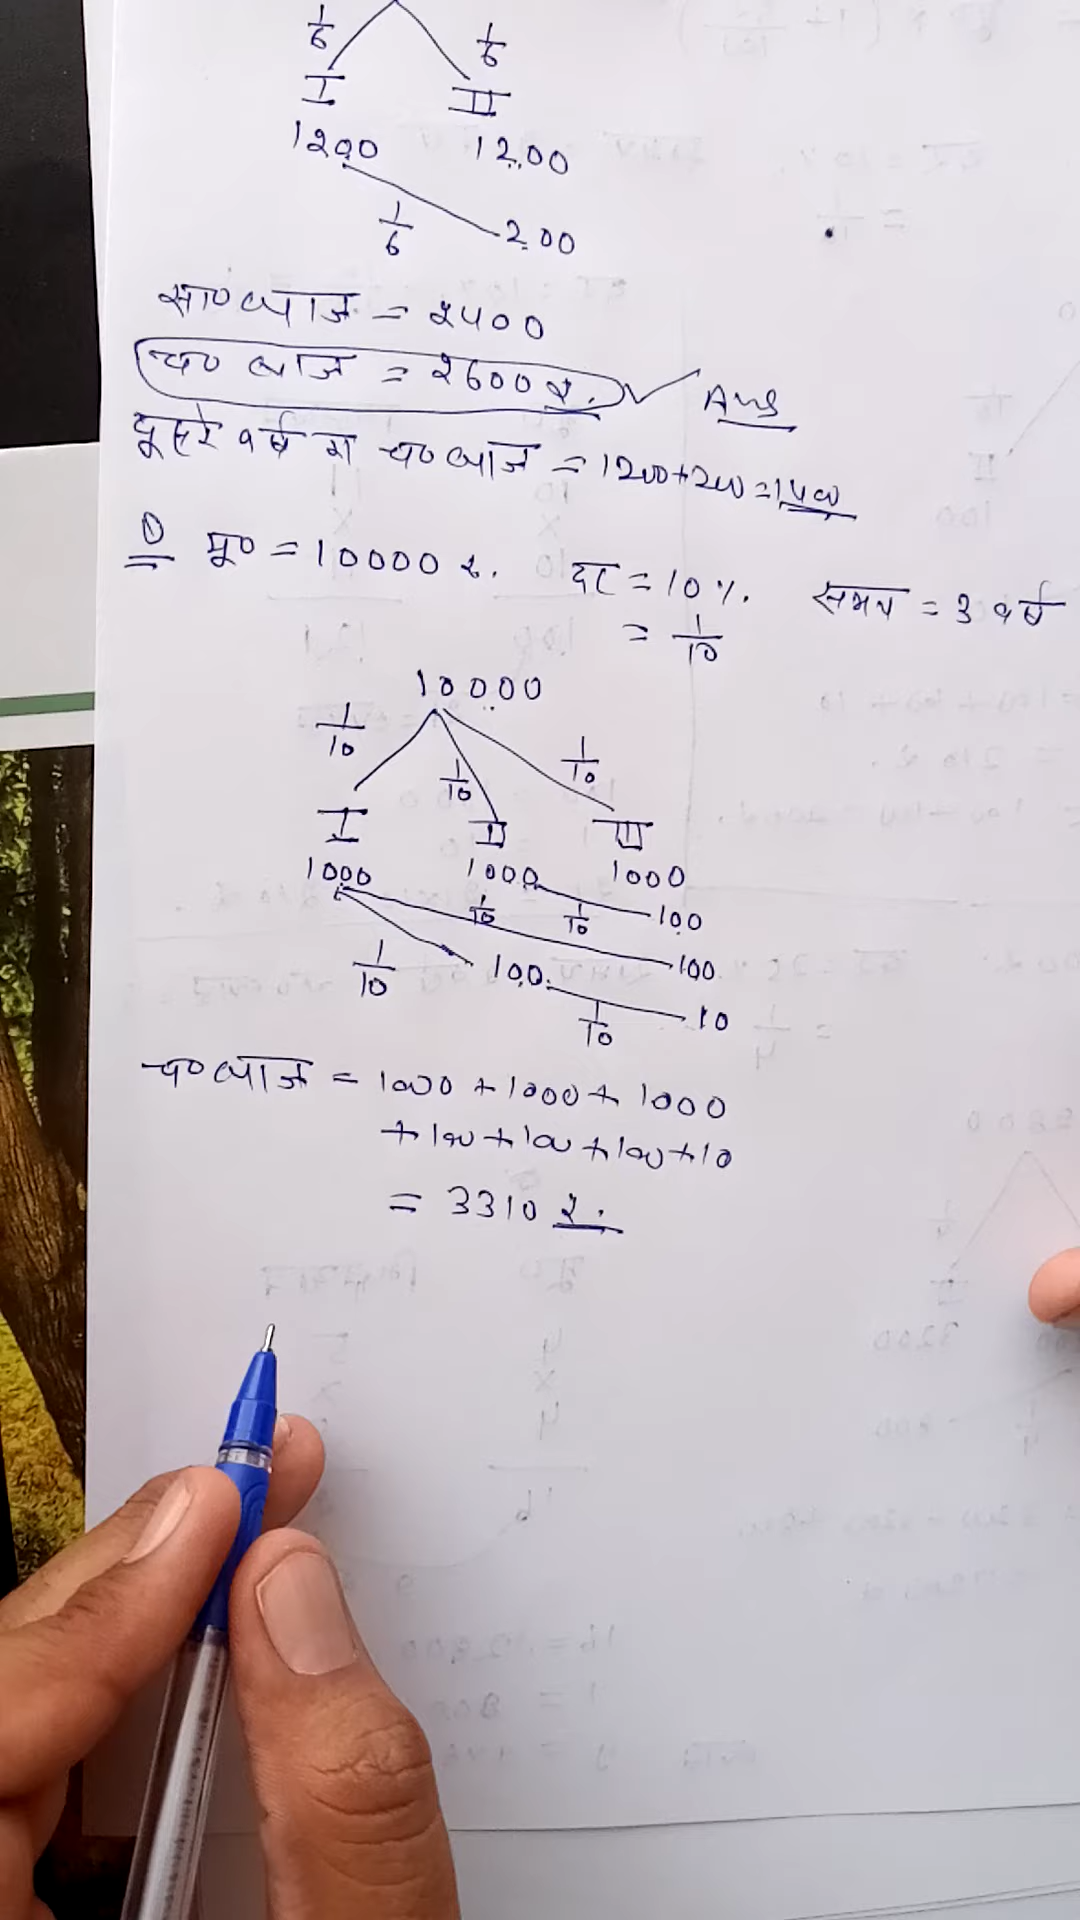 1/6 1/6
I II
1200 1200
1/6 200
सा० ब्याज = 2400
च० ब्याज = 2600 रु. ✓ Ans
दूसरे वर्ष का च० ब्याज = 1200+200=1400
Q मू० = 10000 रु. दर = 10 %. समय = 3 वर्ष
= 1/10
10000
1/10 1/10 1/10
I II III
1000 1000 1000
1/10 1/10 100
100
1/10 100 1/10 10
च० ब्याज = 1000 + 1000 + 1000
+ 100 + 100 + 100 + 10
= 3310 रु.